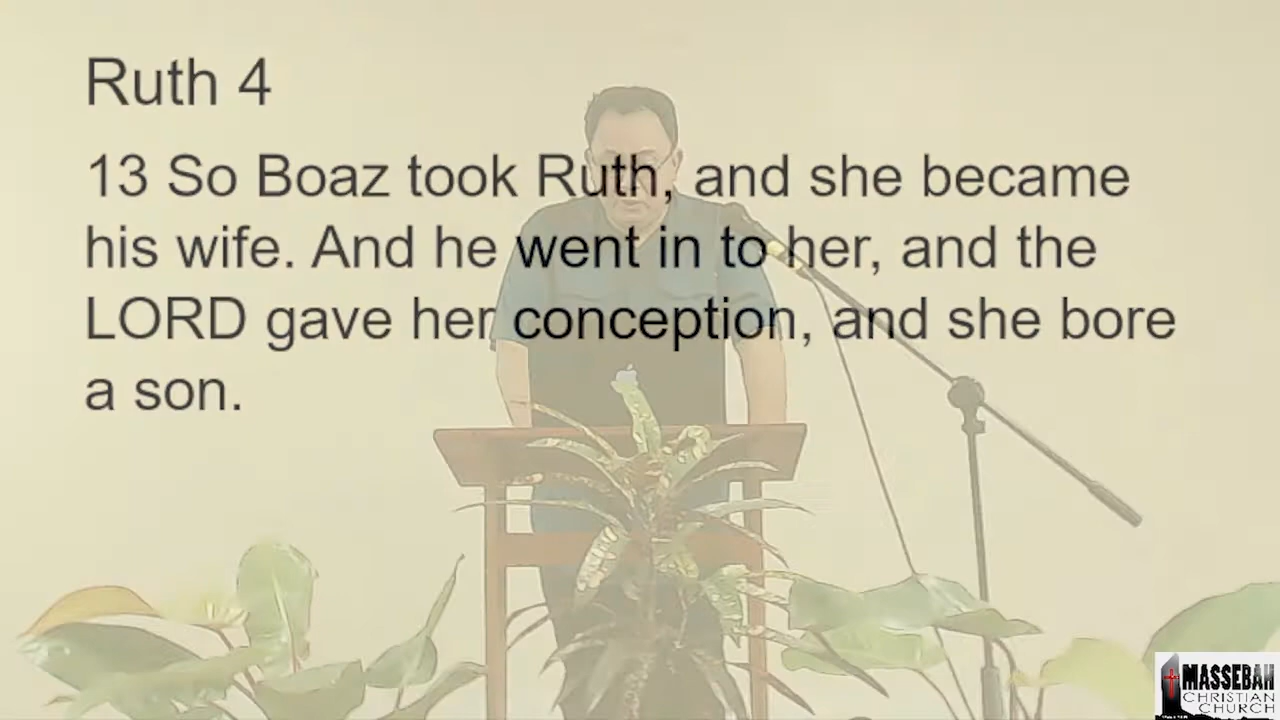 Ruth 4
13 So Boaz took Ruth, and she became
his wife. And he went in to her, and the
LORD gave her conception, and she bore
a son.
MASSEBAH
CHRISTIAN
CHURCH